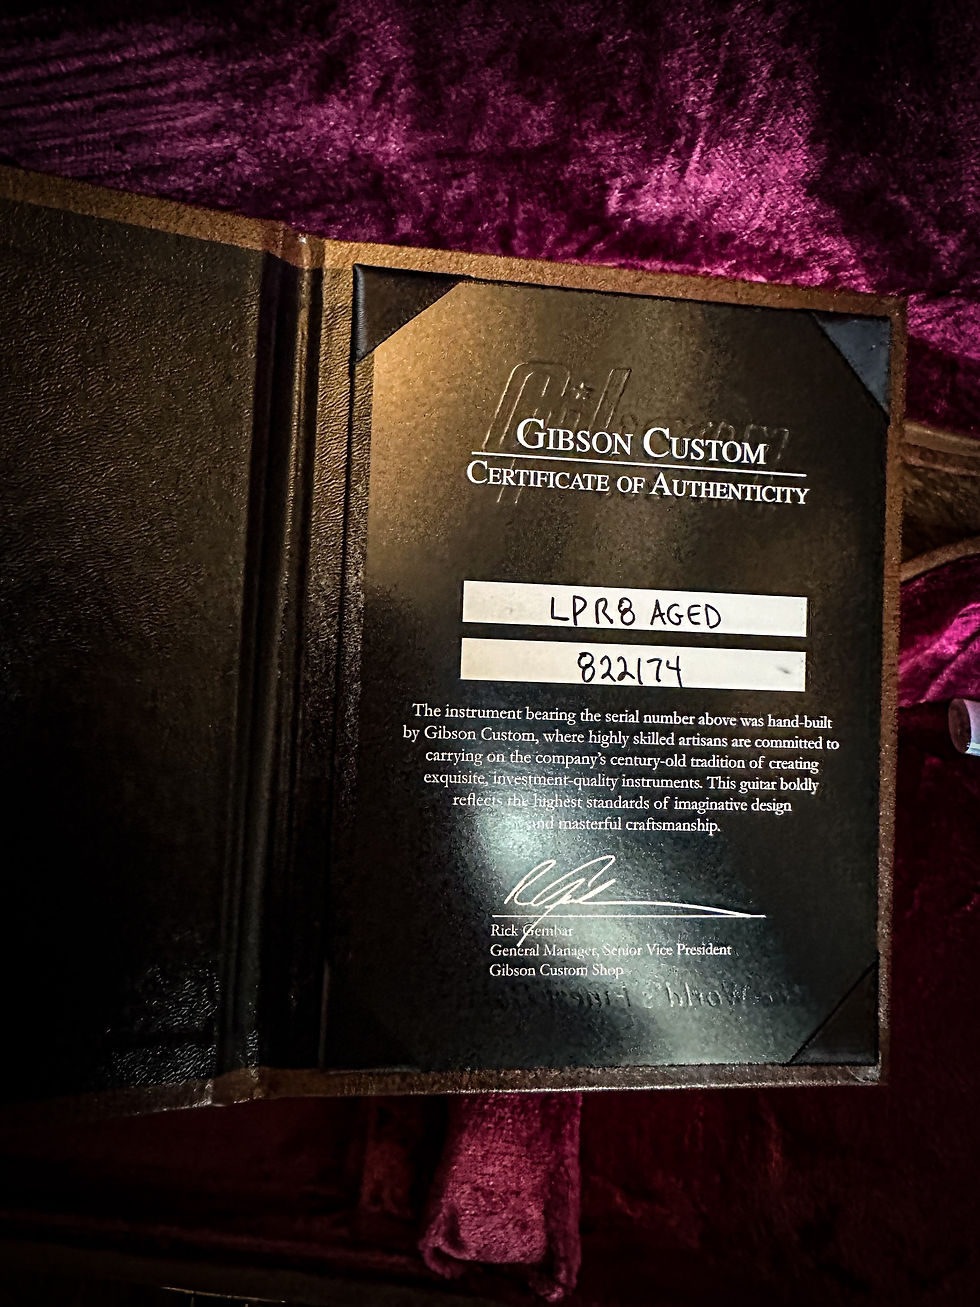 GIBSON CUSTOM
CERTIFICATE OF AUTHENTICITY
LPR8 AGED
822174
The instrument bearing the serial number above was hand-built
by Gibson Custom, where highly skilled artisans are committed to
carrying on the company's century-old tradition of creating
exquisite, investment-quality instruments. This guitar boldly
reflects the highest standards of imaginative design
and masterful craftsmanship.
Rick Gembar
General Manager, Senior Vice President
Gibson Custom Shop